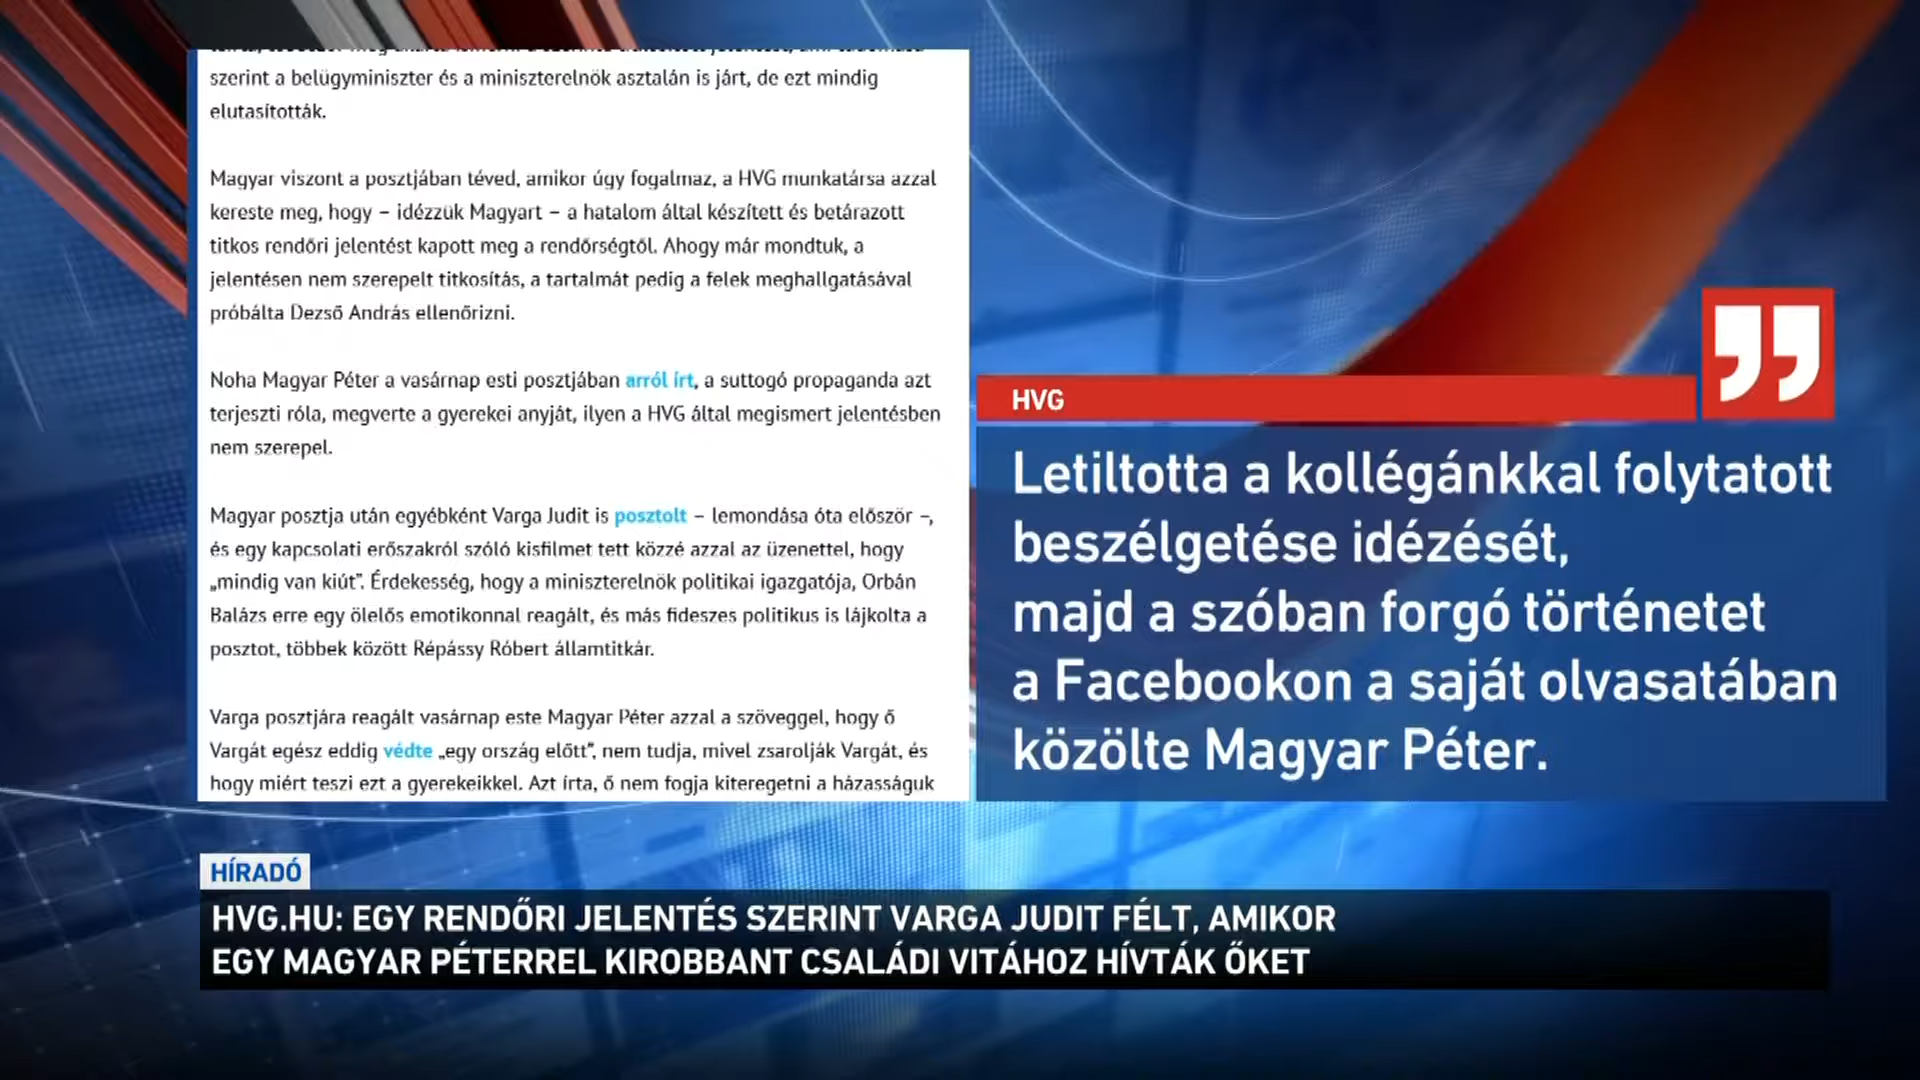 szerint a belügyminiszter és a miniszterelnök asztalán is járt, de ezt mindig
elutasították.
Magyar viszont a posztjában téved, amikor úgy fogalmaz, a HVG munkatársa azzal
kereste meg, hogy – idézzük Magyart – a hatalom által készített és betárazott
titkos rendőri jelentést kapott meg a rendőrségtől. Ahogy már mondtuk, a
jelentésen nem szerepelt titkosítás, a tartalmát pedig a felek meghallgatásával
próbálta Dezső András ellenőrizni.
Noha Magyar Péter a vasárnap esti posztjában arról írt, a suttogó propaganda azt
terjeszti róla, megverte a gyerekei anyját, ilyen a HVG által megismert jelentésben
nem szerepel.
Magyar posztja után egyébként Varga Judit is posztolt – lemondása óta először –,
és egy kapcsolati erőszakról szóló kisfilmet tett közzé azzal az üzenettel, hogy
„mindig van kiút”. Érdekesség, hogy a miniszterelnök politikai igazgatója, Orbán
Balázs erre egy ölelős emotikonnal reagált, és más fideszes politikus is lájkolta a
posztot, többek között Répássy Róbert államtitkár.
Varga posztjára reagált vasárnap este Magyar Péter azzal a szöveggel, hogy ő
Vargát egész eddig védte „egy ország előtt”, nem tudja, mivel zsarolják Vargát, és
hogy miért teszi ezt a gyerekeikkel. Azt írta, ő nem fogja kiteregetni a házasságuk
HVG
Letiltotta a kollégánkkal folytatott
beszélgetése idézését,
majd a szóban forgó történetet
a Facebookon a saját olvasatában
közölte Magyar Péter.
HÍRADÓ
HVG.HU: EGY RENDŐRI JELENTÉS SZERINT VARGA JUDIT FÉLT, AMIKOR
EGY MAGYAR PÉTERREL KIROBBANT CSALÁDI VITÁHOZ HÍVTÁK ŐKET